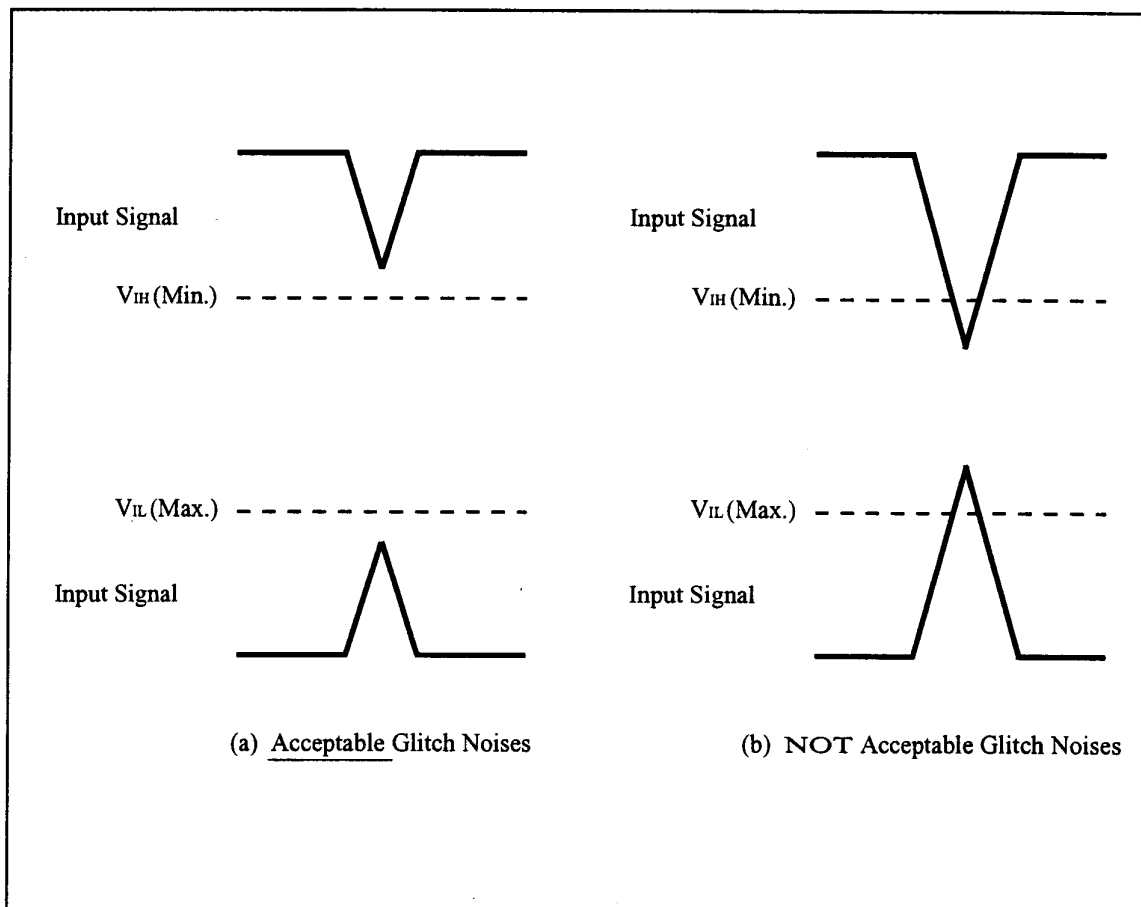 Input Signal
VIH (Min.)
VIL (Max.)
Input Signal
(a) Acceptable Glitch Noises
Input Signal
VIH (Min.)
VIL (Max.)
Input Signal
(b) NOT Acceptable Glitch Noises